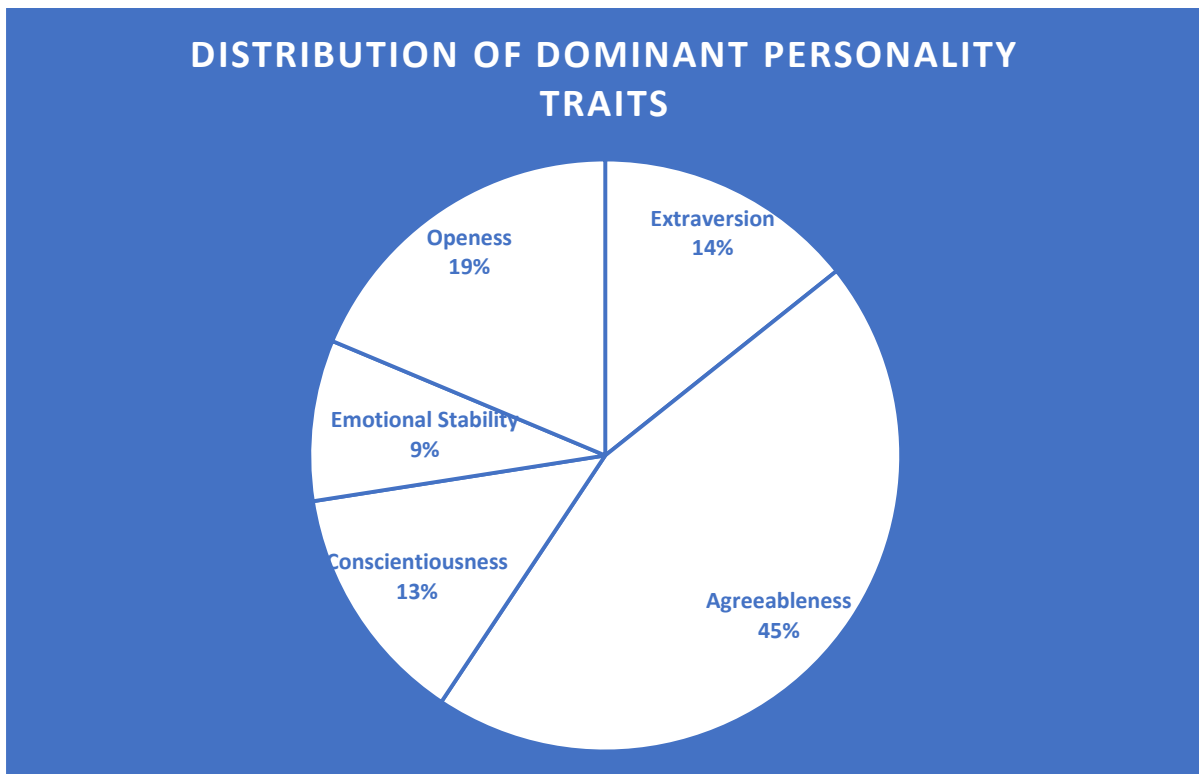 DISTRIBUTION OF DOMINANT PERSONALITY
TRAITS
Extraversion
14%
Agreeableness
45%
Conscientiousness
13%
Emotional Stability
9%
Openess
19%